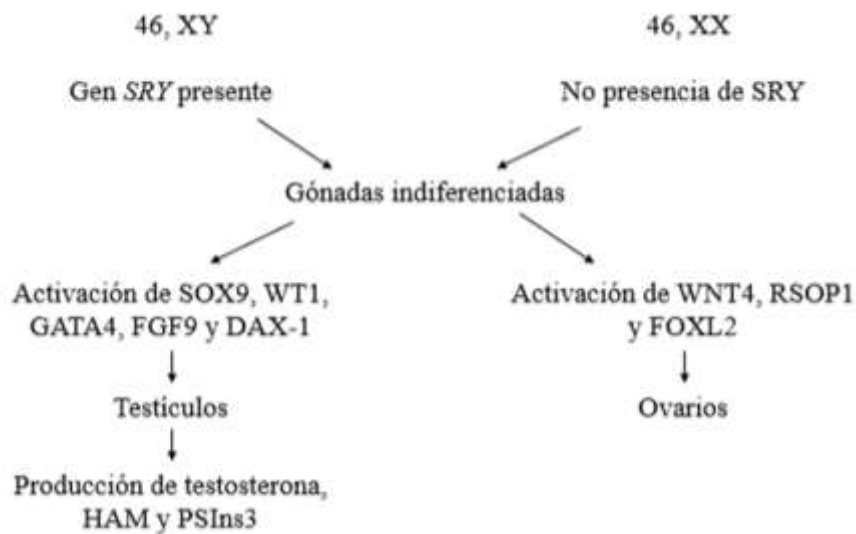 46, XY
46, XX
Gen SRY presente
No presencia de SRY
Gónadas indiferenciadas
Activación de SOX9, WT1,
GATA4, FGF9 y DAX-1
Activación de WNT4, RSOP1
y FOXL2
Testículos
Ovarios
Producción de testosterona,
HAM y PSIns3